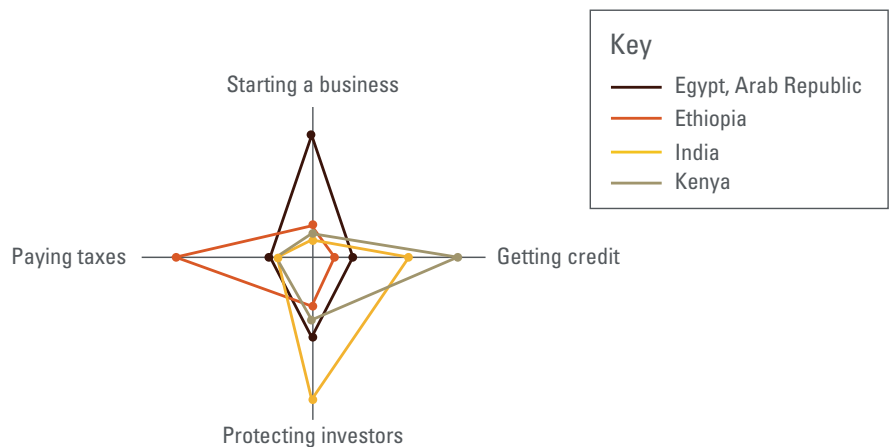 Key
Egypt, Arab Republic
Ethiopia
India
Kenya
Starting a business
Paying taxes
Getting credit
Protecting investors